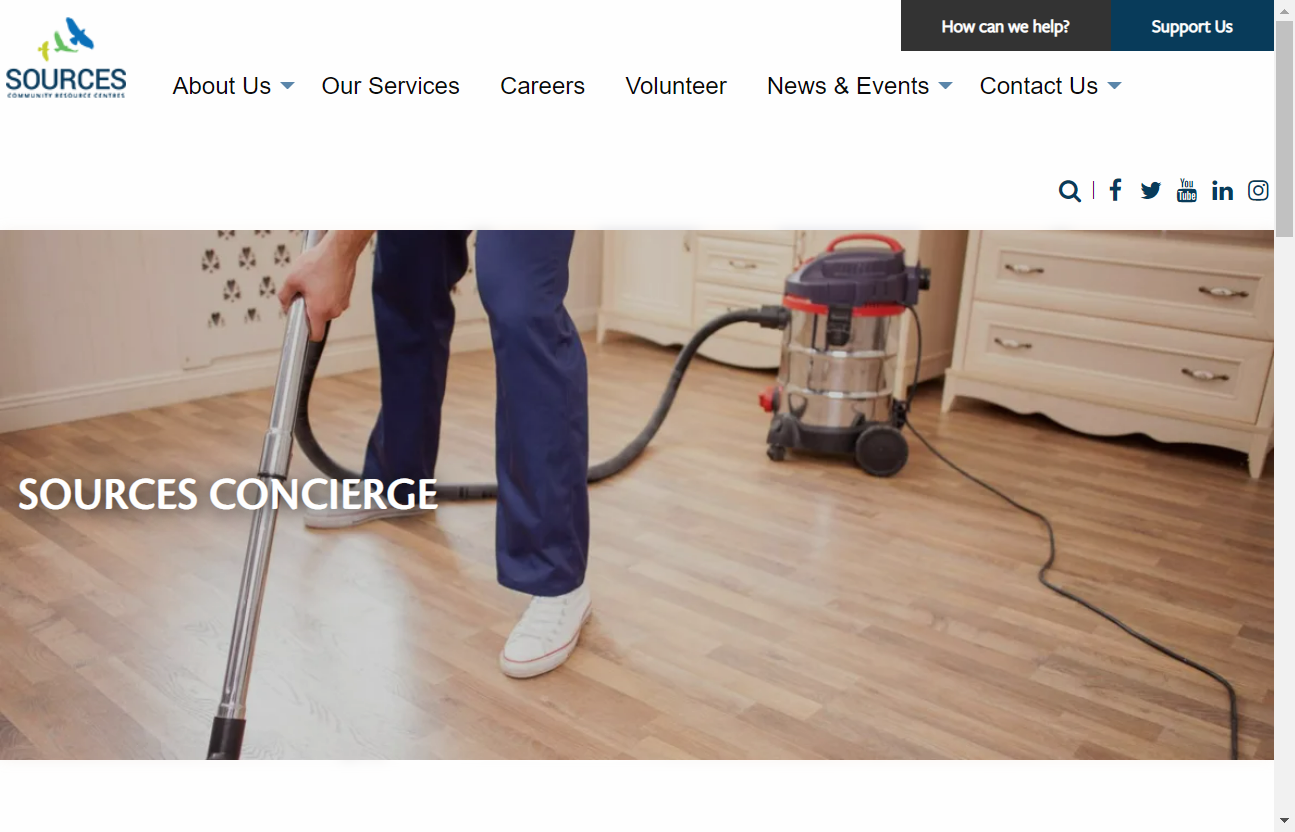 How can we help?
Support Us
SOURCES
COMMUNITY RESOURCE CENTRES
About Us
Our Services
Careers
Volunteer
News & Events
Contact Us
You
Tube
SOURCES CONCIERGE